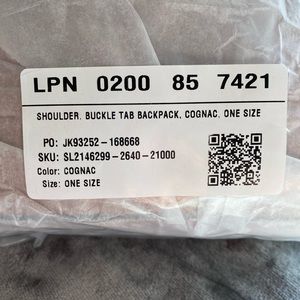 LPN 0200 85 7421
SHOULDER, BUCKLE TAB BACKPACK, COGNAC, ONE SIZE
PO: JK93252-168668
SKU: SL2146299-2640-21000
Color: COGNAC
Size: ONE SIZE